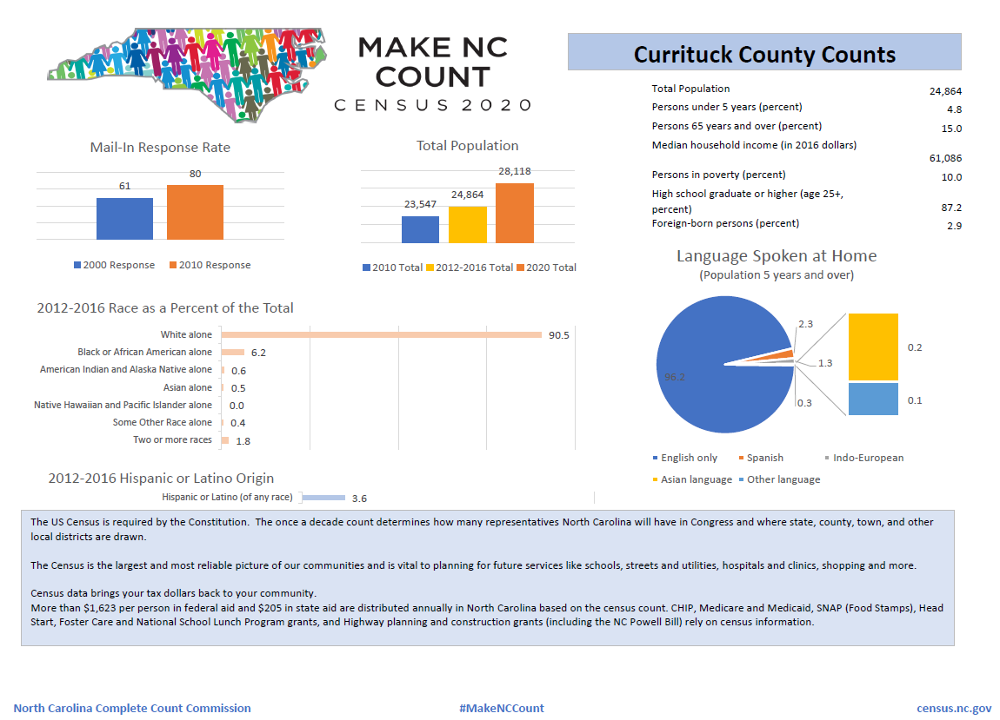 MAKE NC
COUNT
CENSUS 2020
Currituck County Counts
Total Population 24,864
Persons under 5 years (percent) 4.8
Persons 65 years and over (percent) 15.0
Median household income (in 2016 dollars)
61,086
Persons in poverty (percent) 10.0
High school graduate or higher (age 25+,
percent) 87.2
Foreign-born persons (percent) 2.9
Mail-In Response Rate
61
80
2000 Response
2010 Response
Total Population
23,547
24,864
28,118
2010 Total
2012-2016 Total
2020 Total
Language Spoken at Home
(Population 5 years and over)
96.2
2.3
1.3
0.3
0.2
0.1
English only
Spanish
Indo-European
Asian language
Other language
2012-2016 Race as a Percent of the Total
White alone 90.5
Black or African American alone 6.2
American Indian and Alaska Native alone 0.6
Asian alone 0.5
Native Hawaiian and Pacific Islander alone 0.0
Some Other Race alone 0.4
Two or more races 1.8
2012-2016 Hispanic or Latino Origin
Hispanic or Latino (of any race) 3.6
The US Census is required by the Constitution.  The once a decade count determines how many representatives North Carolina will have in Congress and where state, county, town, and other
local districts are drawn.
The Census is the largest and most reliable picture of our communities and is vital to planning for future services like schools, streets and utilities, hospitals and clinics, shopping and more.
Census data brings your tax dollars back to your community.
More than $1,623 per person in federal aid and $205 in state aid are distributed annually in North Carolina based on the census count. CHIP, Medicare and Medicaid, SNAP (Food Stamps), Head
Start, Foster Care and National School Lunch Program grants, and Highway planning and construction grants (including the NC Powell Bill) rely on census information.
North Carolina Complete Count Commission
#MakeNCCount
census.nc.gov